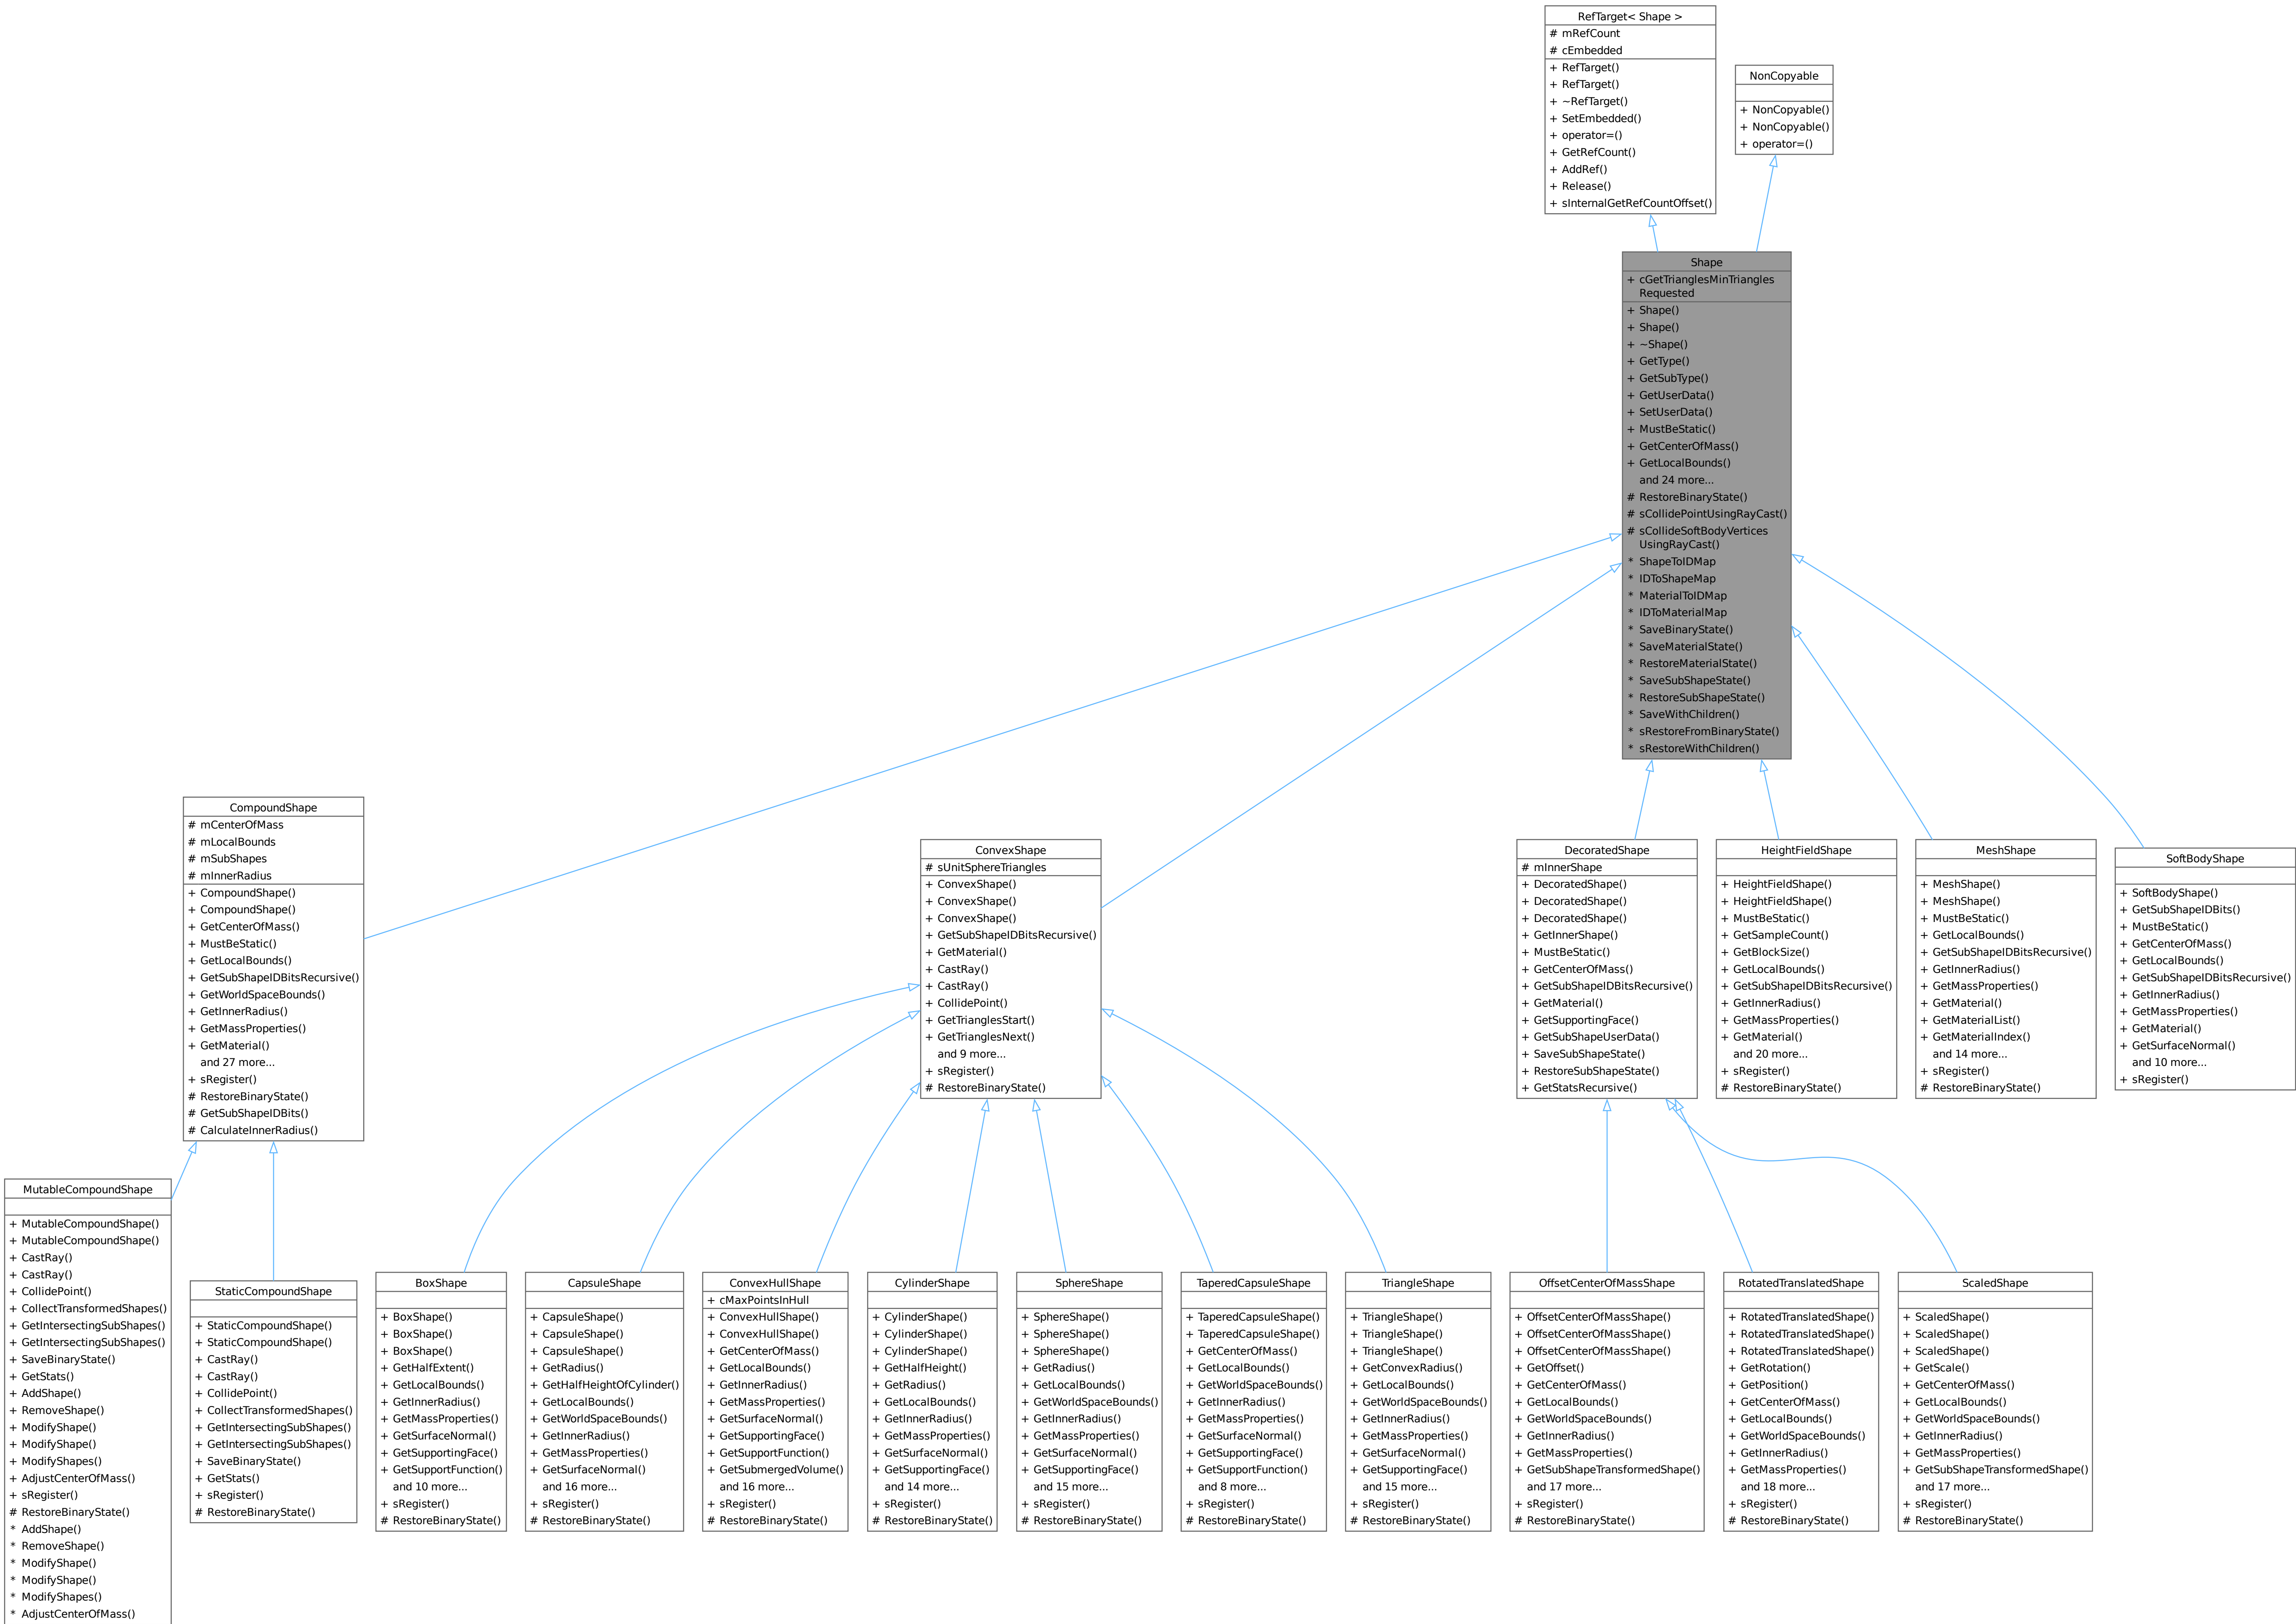 RefTarget< Shape >
# mRefCount
# cEmbedded
+ RefTarget()
+ RefTarget()
+ ~RefTarget()
+ SetEmbedded()
+ operator=()
+ GetRefCount()
+ AddRef()
+ Release()
+ sInternalGetRefCountOffset()
NonCopyable
+ NonCopyable()
+ NonCopyable()
+ operator=()
Shape
+ cGetTrianglesMinTriangles
Requested
+ Shape()
+ Shape()
+ ~Shape()
+ GetType()
+ GetSubType()
+ GetUserData()
+ SetUserData()
+ MustBeStatic()
+ GetCenterOfMass()
+ GetLocalBounds()
and 24 more...
# RestoreBinaryState()
# sCollidePointUsingRayCast()
# sCollideSoftBodyVertices
UsingRayCast()
* ShapeToIDMap
* IDToShapeMap
* MaterialToIDMap
* IDToMaterialMap
* SaveBinaryState()
* SaveMaterialState()
* RestoreMaterialState()
* SaveSubShapeState()
* RestoreSubShapeState()
* SaveWithChildren()
* sRestoreFromBinaryState()
* sRestoreWithChildren()
CompoundShape
# mCenterOfMass
# mLocalBounds
# mSubShapes
# mInnerRadius
+ CompoundShape()
+ CompoundShape()
+ GetCenterOfMass()
+ MustBeStatic()
+ GetLocalBounds()
+ GetSubShapeIDBitsRecursive()
+ GetWorldSpaceBounds()
+ GetInnerRadius()
+ GetMassProperties()
+ GetMaterial()
and 27 more...
+ sRegister()
# RestoreBinaryState()
# GetSubShapeIDBits()
# CalculateInnerRadius()
ConvexShape
# sUnitSphereTriangles
+ ConvexShape()
+ ConvexShape()
+ ConvexShape()
+ GetSubShapeIDBitsRecursive()
+ GetMaterial()
+ CastRay()
+ CastRay()
+ CollidePoint()
+ GetTrianglesStart()
+ GetTrianglesNext()
and 9 more...
+ sRegister()
# RestoreBinaryState()
DecoratedShape
# mInnerShape
+ DecoratedShape()
+ DecoratedShape()
+ DecoratedShape()
+ GetInnerShape()
+ MustBeStatic()
+ GetCenterOfMass()
+ GetSubShapeIDBitsRecursive()
+ GetMaterial()
+ GetSupportingFace()
+ GetSubShapeUserData()
+ SaveSubShapeState()
+ RestoreSubShapeState()
+ GetStatsRecursive()
HeightFieldShape
+ HeightFieldShape()
+ HeightFieldShape()
+ MustBeStatic()
+ GetSampleCount()
+ GetBlockSize()
+ GetLocalBounds()
+ GetSubShapeIDBitsRecursive()
+ GetInnerRadius()
+ GetMassProperties()
+ GetMaterial()
and 20 more...
+ sRegister()
# RestoreBinaryState()
MeshShape
+ MeshShape()
+ MeshShape()
+ MustBeStatic()
+ GetLocalBounds()
+ GetSubShapeIDBitsRecursive()
+ GetInnerRadius()
+ GetMassProperties()
+ GetMaterial()
+ GetMaterialList()
+ GetMaterialIndex()
and 14 more...
+ sRegister()
# RestoreBinaryState()
SoftBodyShape
+ SoftBodyShape()
+ GetSubShapeIDBits()
+ MustBeStatic()
+ GetCenterOfMass()
+ GetLocalBounds()
+ GetSubShapeIDBitsRecursive()
+ GetInnerRadius()
+ GetMassProperties()
+ GetMaterial()
+ GetSurfaceNormal()
and 10 more...
+ sRegister()
MutableCompoundShape
+ MutableCompoundShape()
+ MutableCompoundShape()
+ CastRay()
+ CastRay()
+ CollidePoint()
+ CollectTransformedShapes()
+ GetIntersectingSubShapes()
+ GetIntersectingSubShapes()
+ SaveBinaryState()
+ GetStats()
+ AddShape()
+ RemoveShape()
+ ModifyShape()
+ ModifyShape()
+ ModifyShapes()
+ AdjustCenterOfMass()
+ sRegister()
# RestoreBinaryState()
* AddShape()
* RemoveShape()
* ModifyShape()
* ModifyShape()
* ModifyShapes()
* AdjustCenterOfMass()
StaticCompoundShape
+ StaticCompoundShape()
+ StaticCompoundShape()
+ CastRay()
+ CastRay()
+ CollidePoint()
+ CollectTransformedShapes()
+ GetIntersectingSubShapes()
+ GetIntersectingSubShapes()
+ SaveBinaryState()
+ GetStats()
+ sRegister()
# RestoreBinaryState()
BoxShape
+ BoxShape()
+ BoxShape()
+ BoxShape()
+ GetHalfExtent()
+ GetLocalBounds()
+ GetInnerRadius()
+ GetMassProperties()
+ GetSurfaceNormal()
+ GetSupportingFace()
+ GetSupportFunction()
and 10 more...
+ sRegister()
# RestoreBinaryState()
CapsuleShape
+ CapsuleShape()
+ CapsuleShape()
+ CapsuleShape()
+ GetRadius()
+ GetHalfHeightOfCylinder()
+ GetLocalBounds()
+ GetWorldSpaceBounds()
+ GetInnerRadius()
+ GetMassProperties()
+ GetSurfaceNormal()
and 16 more...
+ sRegister()
# RestoreBinaryState()
ConvexHullShape
+ cMaxPointsInHull
+ ConvexHullShape()
+ ConvexHullShape()
+ GetCenterOfMass()
+ GetLocalBounds()
+ GetInnerRadius()
+ GetMassProperties()
+ GetSurfaceNormal()
+ GetSupportingFace()
+ GetSupportFunction()
+ GetSubmergedVolume()
and 16 more...
+ sRegister()
# RestoreBinaryState()
CylinderShape
+ CylinderShape()
+ CylinderShape()
+ CylinderShape()
+ GetHalfHeight()
+ GetRadius()
+ GetLocalBounds()
+ GetInnerRadius()
+ GetMassProperties()
+ GetSurfaceNormal()
+ GetSupportingFace()
and 14 more...
+ sRegister()
# RestoreBinaryState()
SphereShape
+ SphereShape()
+ SphereShape()
+ SphereShape()
+ GetRadius()
+ GetLocalBounds()
+ GetWorldSpaceBounds()
+ GetInnerRadius()
+ GetMassProperties()
+ GetSurfaceNormal()
+ GetSupportingFace()
and 15 more...
+ sRegister()
# RestoreBinaryState()
TaperedCapsuleShape
+ TaperedCapsuleShape()
+ TaperedCapsuleShape()
+ GetCenterOfMass()
+ GetLocalBounds()
+ GetWorldSpaceBounds()
+ GetInnerRadius()
+ GetMassProperties()
+ GetSurfaceNormal()
+ GetSupportingFace()
+ GetSupportFunction()
and 8 more...
+ sRegister()
# RestoreBinaryState()
TriangleShape
+ TriangleShape()
+ TriangleShape()
+ TriangleShape()
+ GetConvexRadius()
+ GetLocalBounds()
+ GetWorldSpaceBounds()
+ GetInnerRadius()
+ GetMassProperties()
+ GetSurfaceNormal()
+ GetSupportingFace()
and 15 more...
+ sRegister()
# RestoreBinaryState()
OffsetCenterOfMassShape
+ OffsetCenterOfMassShape()
+ OffsetCenterOfMassShape()
+ OffsetCenterOfMassShape()
+ GetOffset()
+ GetCenterOfMass()
+ GetLocalBounds()
+ GetWorldSpaceBounds()
+ GetInnerRadius()
+ GetMassProperties()
+ GetSubShapeTransformedShape()
and 17 more...
+ sRegister()
# RestoreBinaryState()
RotatedTranslatedShape
+ RotatedTranslatedShape()
+ RotatedTranslatedShape()
+ RotatedTranslatedShape()
+ GetRotation()
+ GetPosition()
+ GetCenterOfMass()
+ GetLocalBounds()
+ GetWorldSpaceBounds()
+ GetInnerRadius()
+ GetMassProperties()
and 18 more...
+ sRegister()
# RestoreBinaryState()
ScaledShape
+ ScaledShape()
+ ScaledShape()
+ ScaledShape()
+ GetScale()
+ GetCenterOfMass()
+ GetLocalBounds()
+ GetWorldSpaceBounds()
+ GetInnerRadius()
+ GetMassProperties()
+ GetSubShapeTransformedShape()
and 17 more...
+ sRegister()
# RestoreBinaryState()